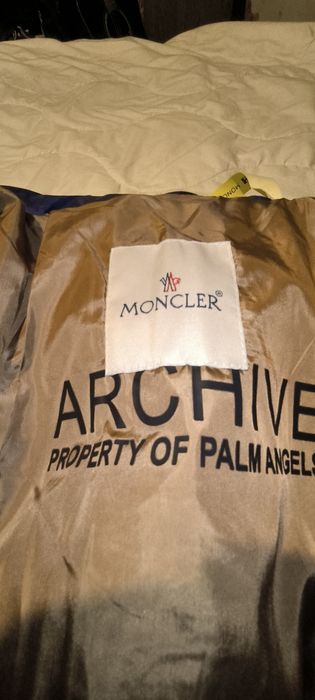 MONCLER®
ARCHIVE
PROPERTY OF PALM ANGELS